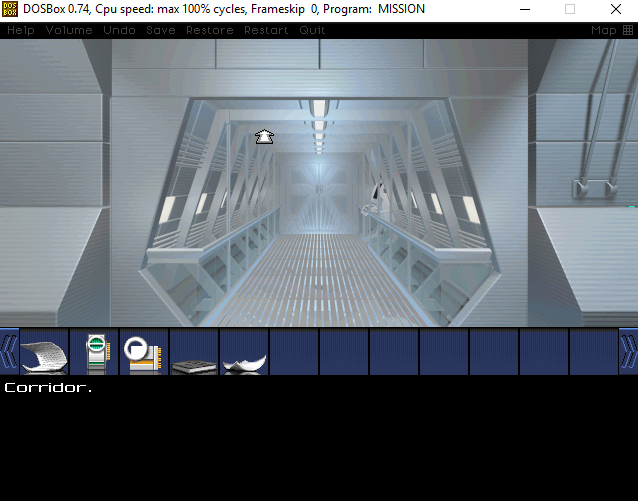 DOSBox 0.74, Cpu speed: max 100% cycles, Frameskip 0, Program: MISSION
Help Volume Undo Save Restore Restart Quit Map
Corridor.